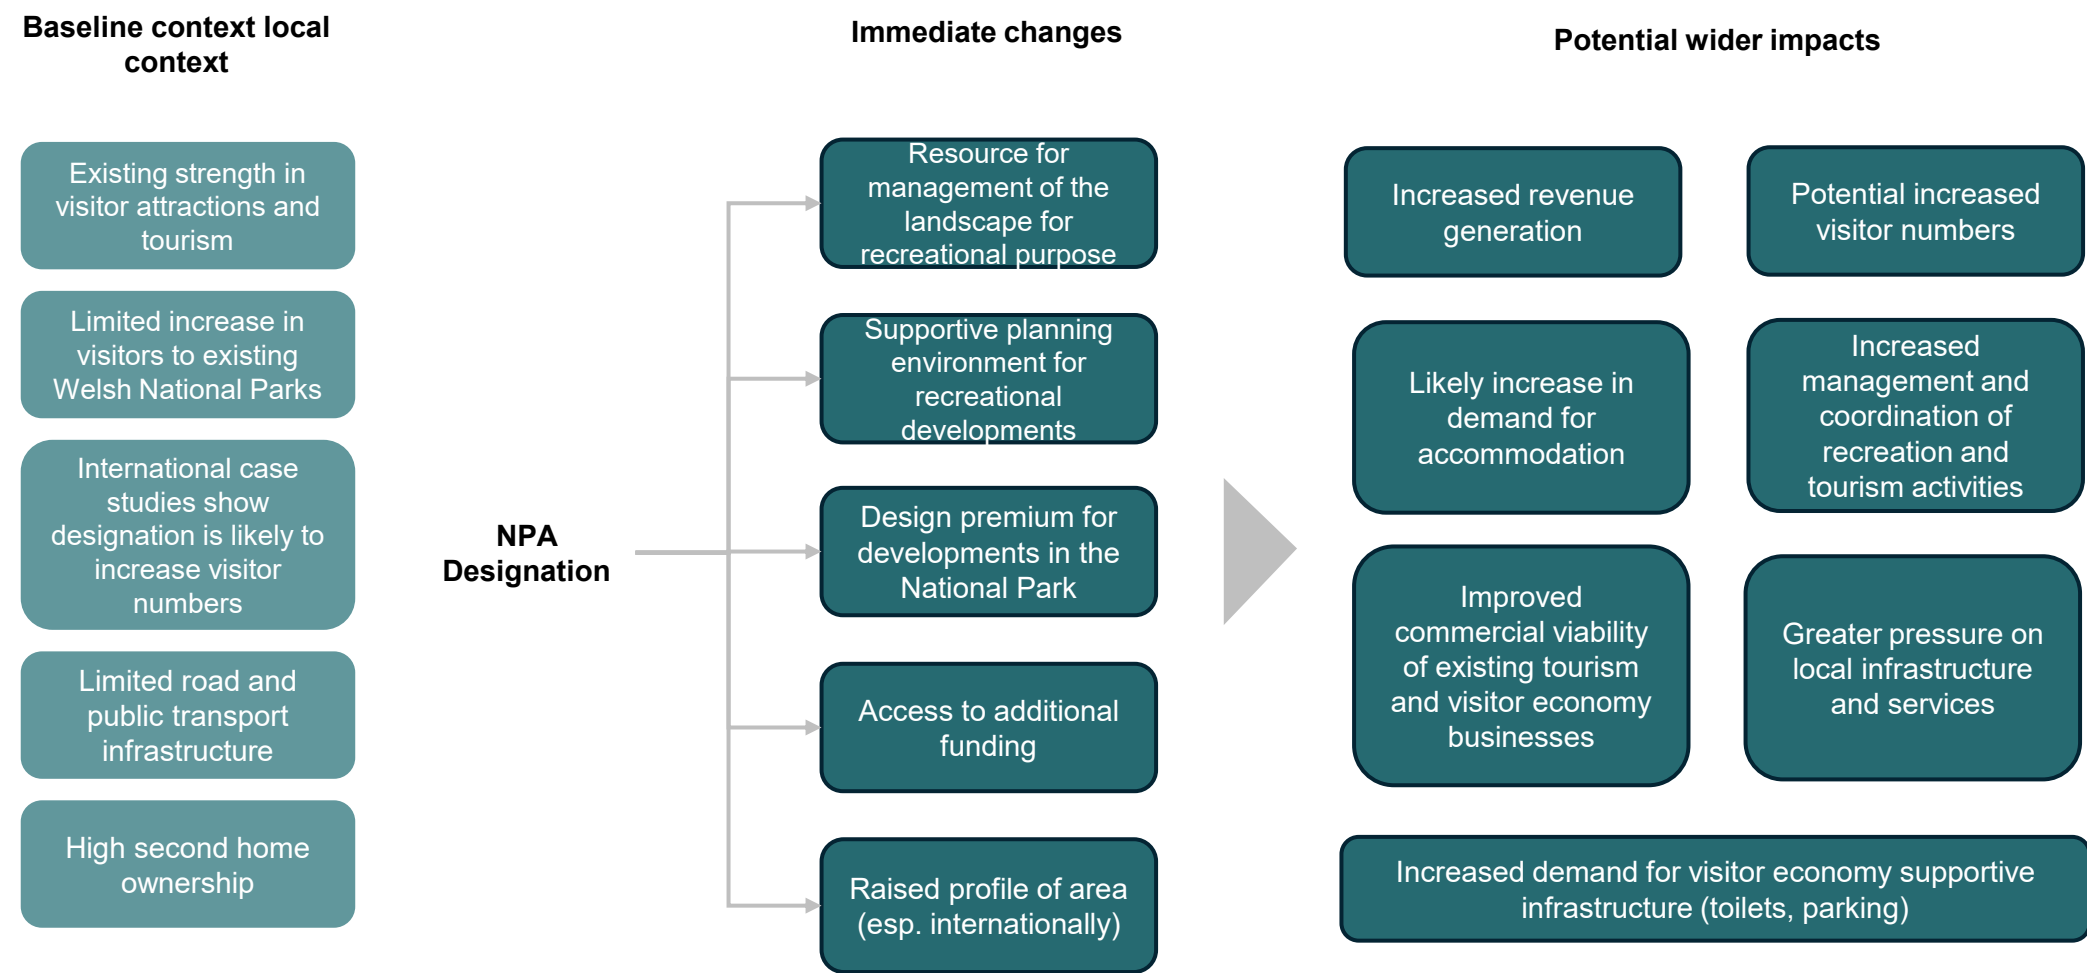 Baseline context local
context
Existing strength in
visitor attractions and
tourism
Limited increase in
visitors to existing
Welsh National Parks
International case
studies show
designation is likely to
increase visitor
numbers
Limited road and
public transport
infrastructure
High second home
ownership
NPA
Designation
Immediate changes
Resource for
management of the
landscape for
recreational purpose
Supportive planning
environment for
recreational
developments
Design premium for
developments in the
National Park
Access to additional
funding
Raised profile of area
(esp. internationally)
Potential wider impacts
Increased revenue
generation
Potential increased
visitor numbers
Likely increase in
demand for
accommodation
Increased
management and
coordination of
recreation and
tourism activities
Improved
commercial viability
of existing tourism
and visitor economy
businesses
Greater pressure on
local infrastructure
and services
Increased demand for visitor economy supportive
infrastructure (toilets, parking)